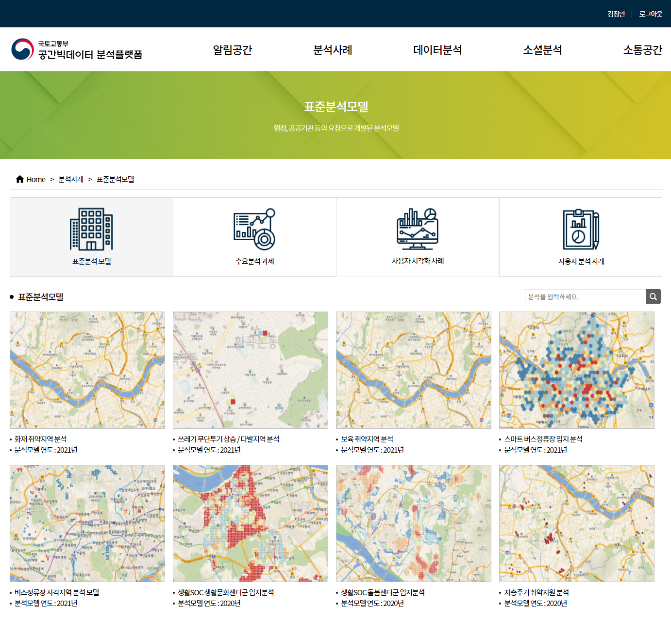 김정민 로그아웃
국토교통부
공간빅데이터 분석플랫폼
알림공간 분석사례 데이터분석 소셜분석 소통공간
표준분석모델
행정, 공공기관 등의 요청으로 개발된 분석모델
Home > 분석사례 > 표준분석모델
표준분석 모델 주요분석 과제 사용자 시각화 사례 사용자 분석 사례
표준분석모델
분석을 입력하세요.
화재 취약지역 분석
분석모델 연도 : 2021년
쓰레기 무단투기 상습 / 다발지역 분석
분석모델 연도 : 2021년
보육 취약지역 분석
분석모델 연도 : 2021년
스마트 버스정류장 입지 분석
분석모델 연도 : 2021년
버스정류장 사각지역 분석 모델
분석모델 연도 : 2021년
생활SOC 생활문화센터군 입지분석
분석모델 연도 : 2020년
생활SOC 돌봄센터군 입지분석
분석모델 연도 : 2020년
분석모델 연도 : 2020년